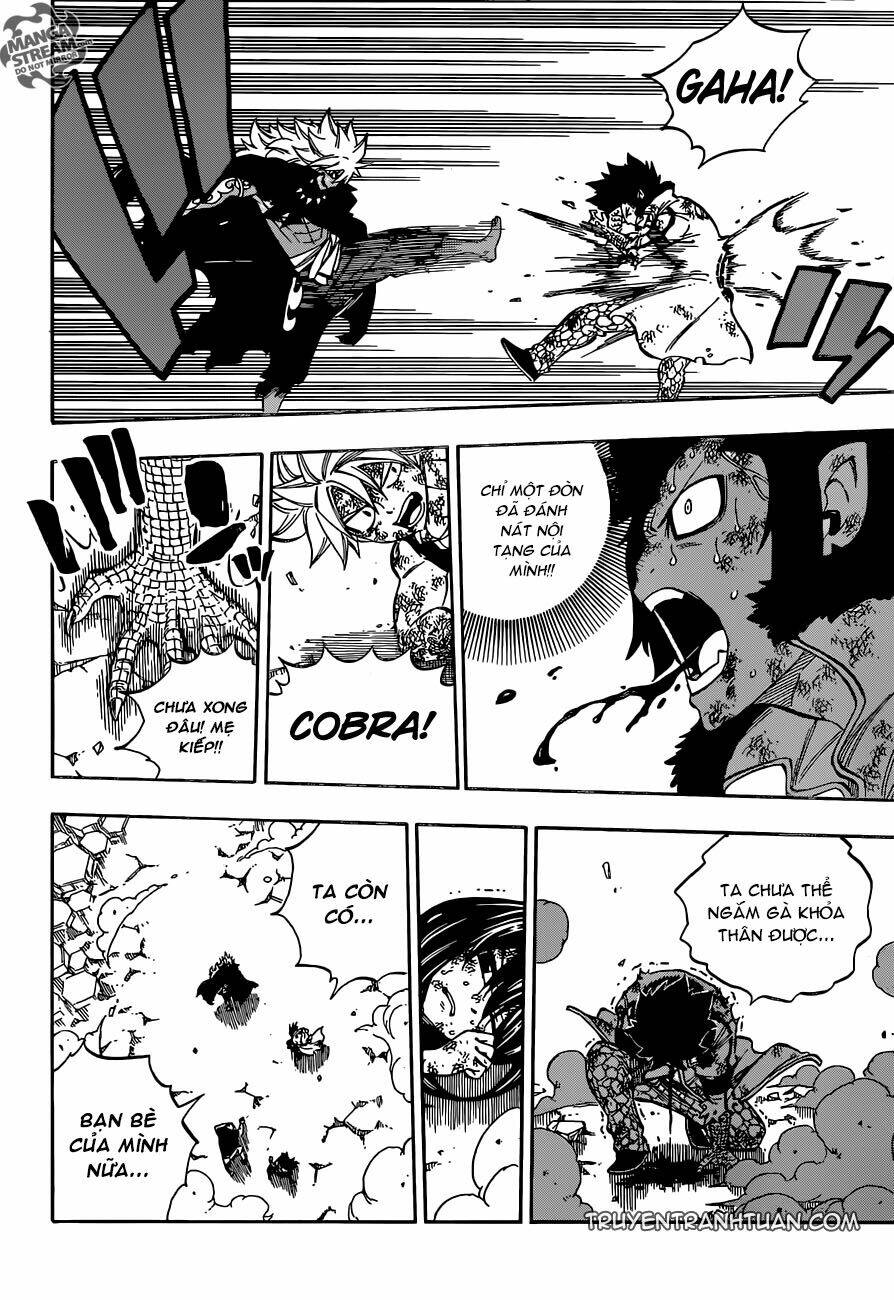 MANGA
STREAM.com
DO NOT MIRROR
GAHA!
CHỈ MỘT ĐÒN
ĐÃ ĐÁNH
NÁT NỘI
TẠNG CỦA
MÌNH!!
COBRA!
CHƯA XONG
ĐÂU! MẸ
KIẾP!!
TA CHƯA THỂ
NGẮM GÀ KHỎA
THÂN ĐƯỢC...
TA CÒN
CÓ...
BẠN BÈ
CỦA MÌNH
NỮA...
TRUYENTRANHTUAN.COM